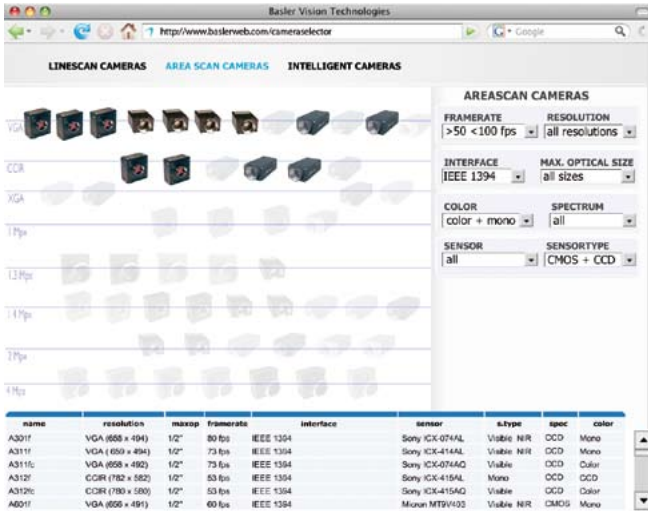 Basler Vision Technologies
http://www.baslerweb.com/cameraselector
Google
LINESCAN CAMERAS AREA SCAN CAMERAS INTELLIGENT CAMERAS
AREASCAN CAMERAS
FRAMERATE RESOLUTION
>50 <100 fps all resolutions
INTERFACE MAX. OPTICAL SIZE
IEEE 1394 all sizes
COLOR SPECTRUM
color + mono all
SENSOR SENSORTYPE
all CMOS + CCD
VGA
CCIR
XGA
1 Mpx
1.3 Mpx
1.4 Mpx
2 Mpx
4 Mpx
name resolution maxop framerate interface sensor s.type spec color
A301f VGA (658 x 494) 1/2" 80 fps IEEE 1394 Sony ICX-074AL Visible NIR CCD Mono
A311f VGA ( 659 x 494) 1/2" 73 fps IEEE 1394 Sony ICX-414AL Visible NIR CCD Mono
A311fc VGA (658 x 492) 1/2" 73 fps IEEE 1394 Sony ICX-074AQ Visible CCD Color
A312f CCIR (782 x 582) 1/2" 53 fps IEEE 1394 Sony ICX-415AL Mono CCD
A312fc CCIR (780 x 580) 1/2" 53 fps IEEE 1394 Sony ICX-415AQ Visible CCD Color
A601f VGA (656 x 491) 1/2" 60 fps IEEE 1394 Micron MT9V403 Visible NIR CMOS Mono